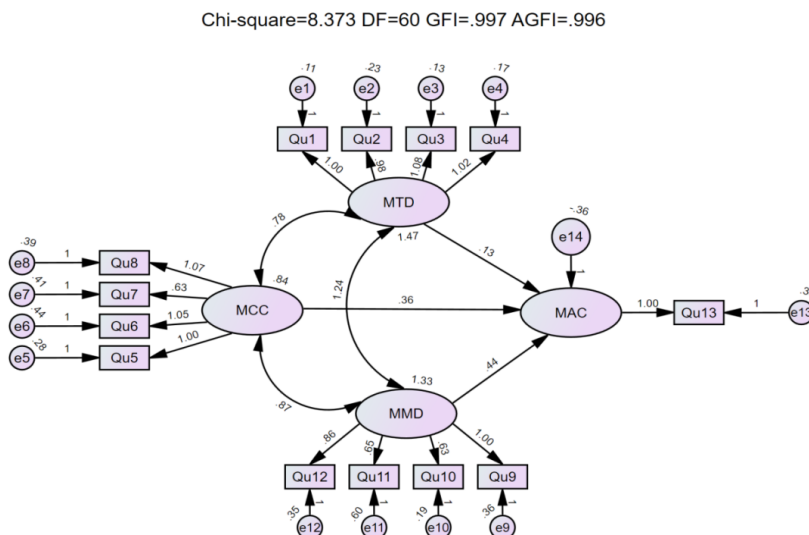 Chi-square=8.373 DF=60 GFI=.997 AGFI=.996
.11 .23 .13 .17
e1 e2 e3 e4
1 1 1 1
Qu1 Qu2 Qu3 Qu4
1.00 .98 1.08 1.02
MTD
1.47
.78
-.36
e14
1
.13
.39
e8 1 Qu8 1.07
.41
e7 1 Qu7 .63
.44
e6 1 Qu6 1.05
.28
e5 1 Qu5 1.00
.84
MCC
1.24
.36
MAC
1.00
Qu13
1
.3
e13
.87
.44
1.33
MMD
.86 .65 .63 1.00
Qu12 Qu11 Qu10 Qu9
1 1 1 1
.35 .60 .19 .36
e12 e11 e10 e9